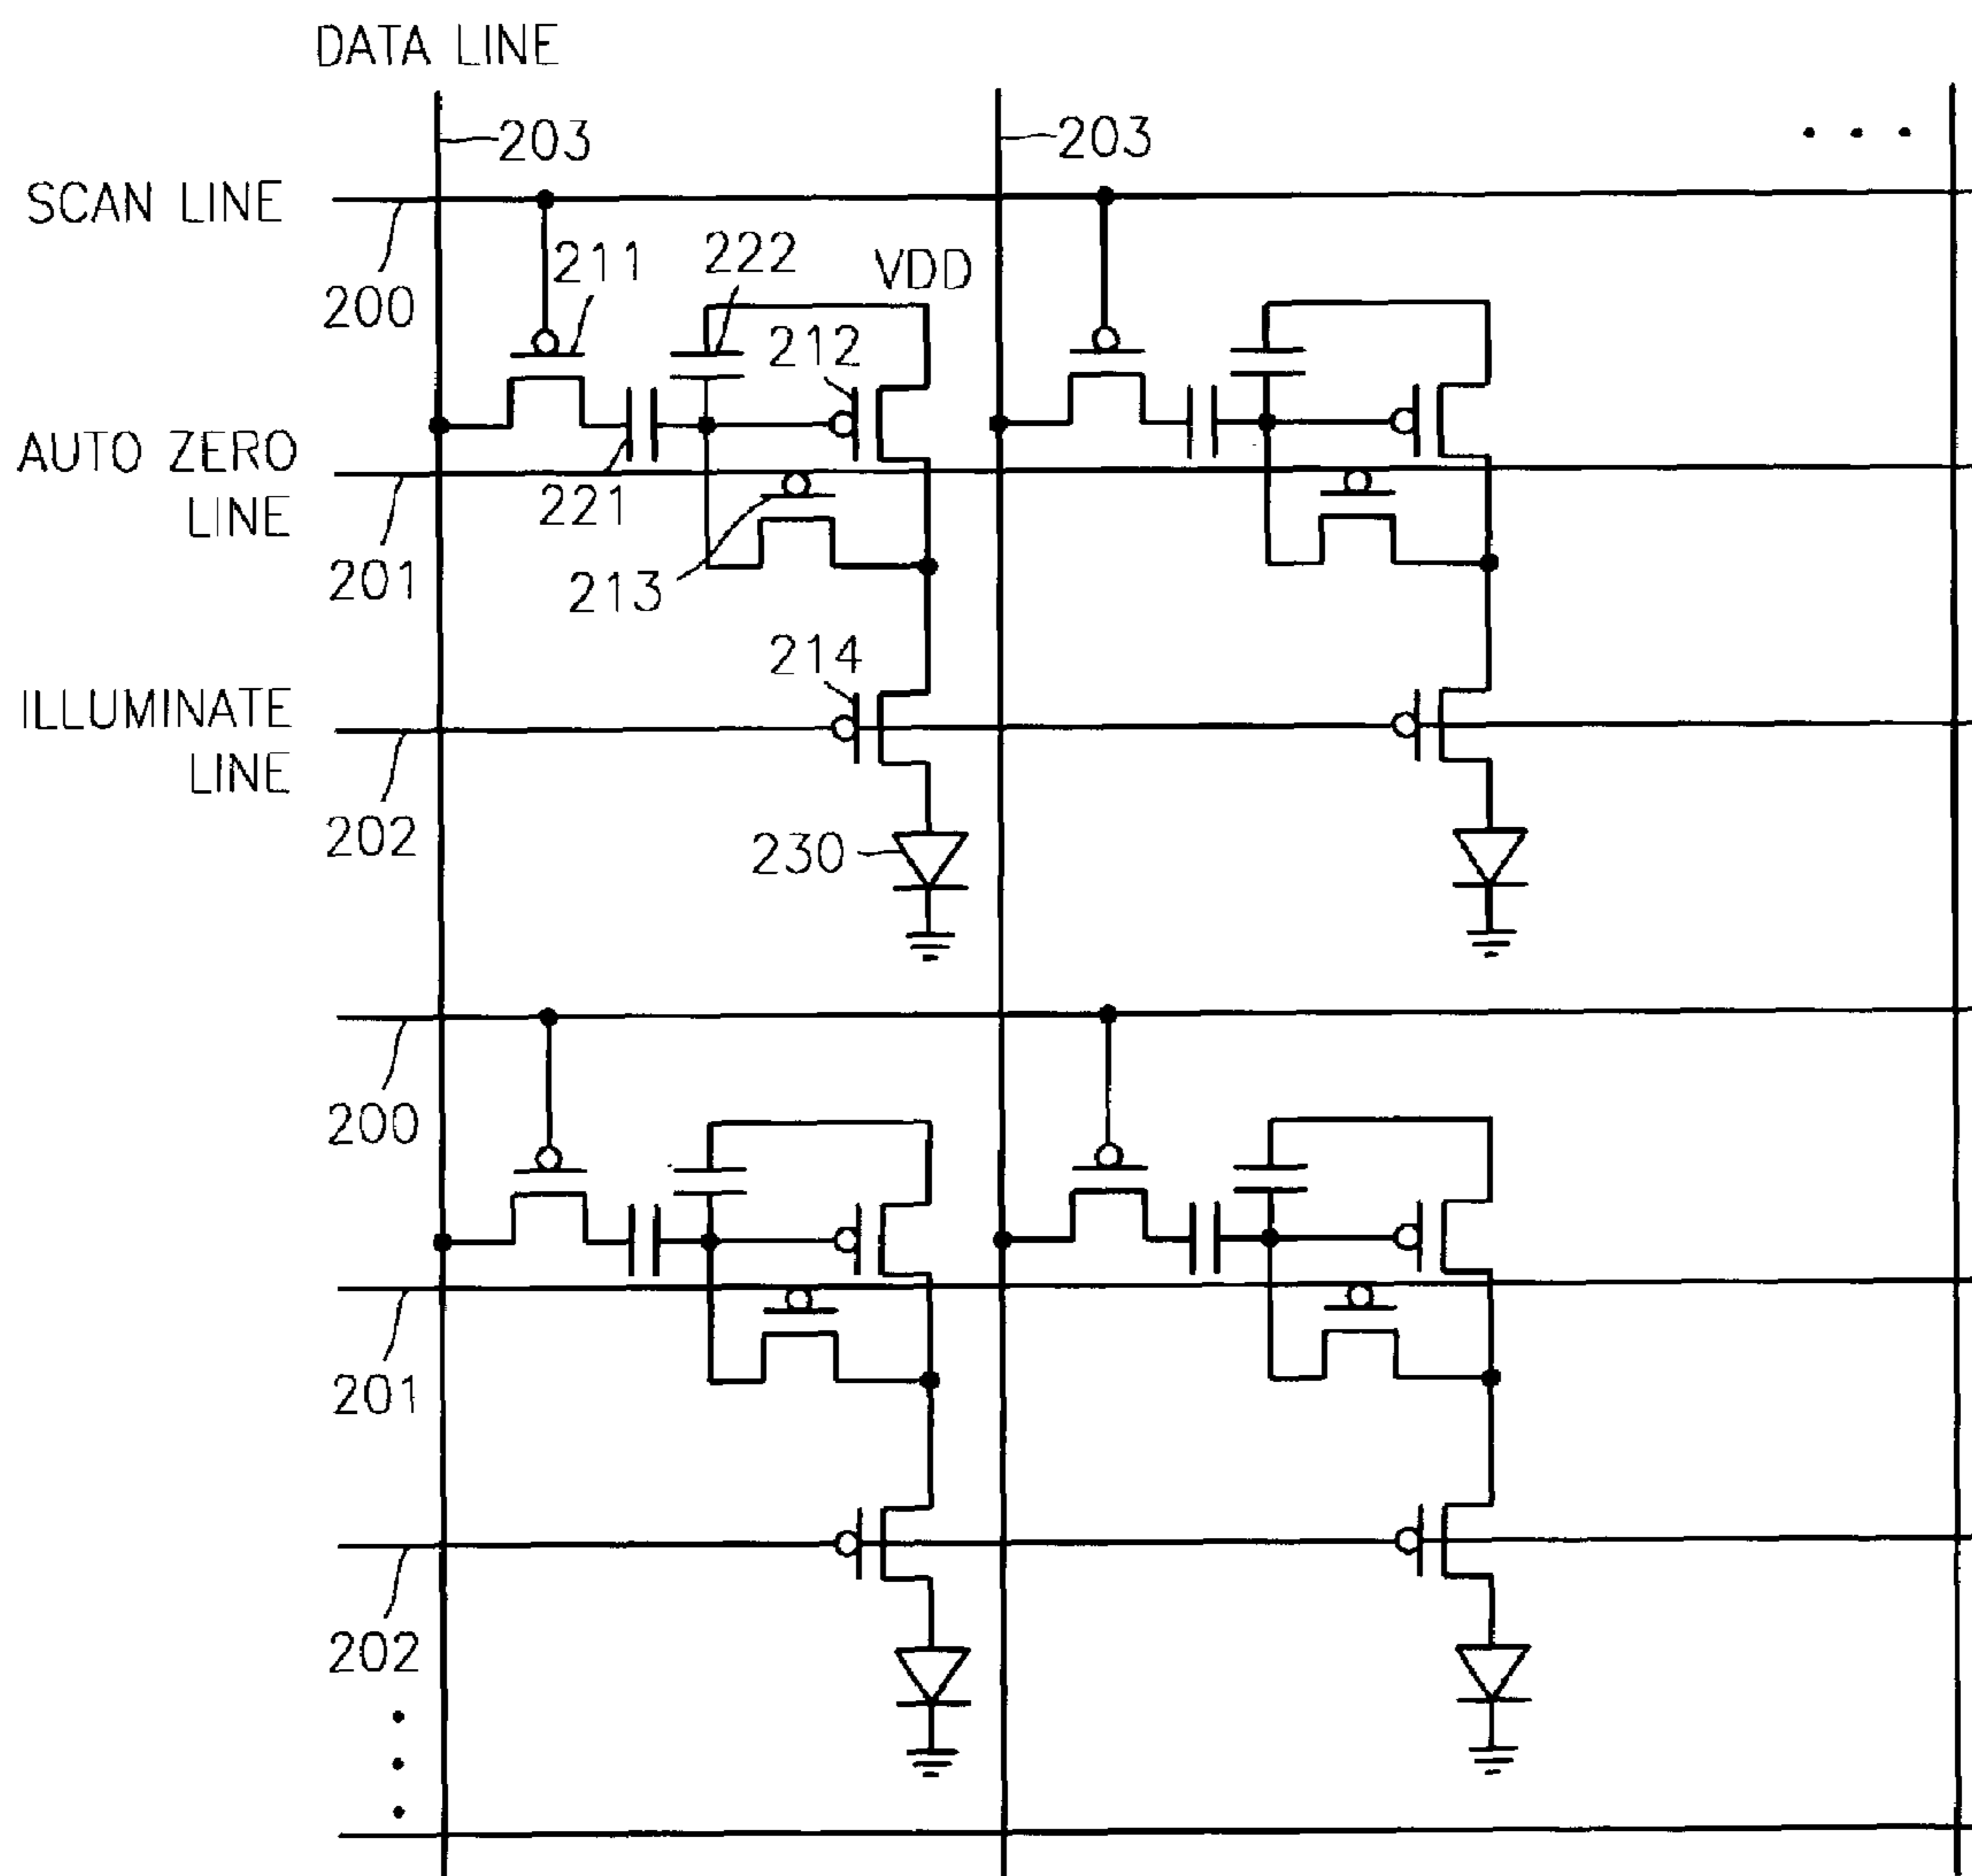 DATA LINE
203
203
SCAN LINE
200
211
222
VDD
212
AUTO ZERO
LINE
221
201
213
214
ILLUMINATE
LINE
202
230
200
201
202